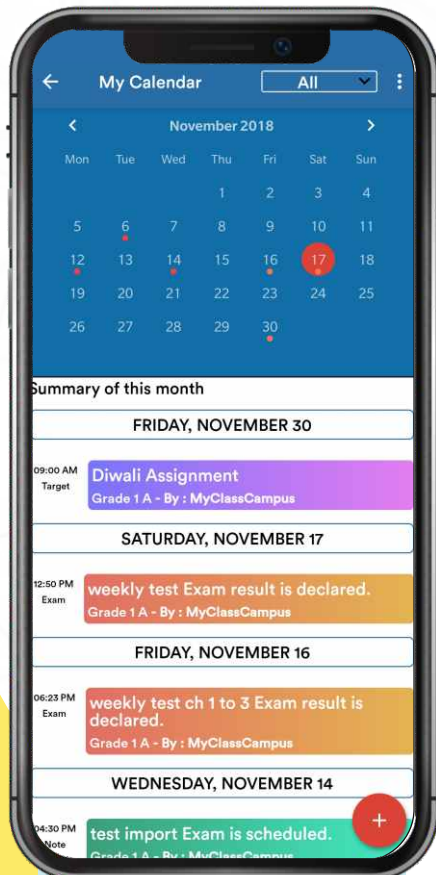 My Calendar All
November 2018
Mon Tue Wed Thu Fri Sat Sun
1 2 3 4
5 6 7 8 9 10 11
12 13 14 15 16 17 18
19 20 21 22 23 24 25
26 27 28 29 30
Summary of this month
FRIDAY, NOVEMBER 30
09:00 AM
Target
Diwali Assignment
Grade 1 A - By : MyClassCampus
SATURDAY, NOVEMBER 17
12:50 PM
Exam
weekly test Exam result is declared.
Grade 1 A - By : MyClassCampus
FRIDAY, NOVEMBER 16
06:23 PM
Exam
weekly test ch 1 to 3 Exam result is
declared.
Grade 1 A - By : MyClassCampus
WEDNESDAY, NOVEMBER 14
04:30 PM
Note
test import Exam is scheduled.
Grade 1 A - By : MyClassCampus
+